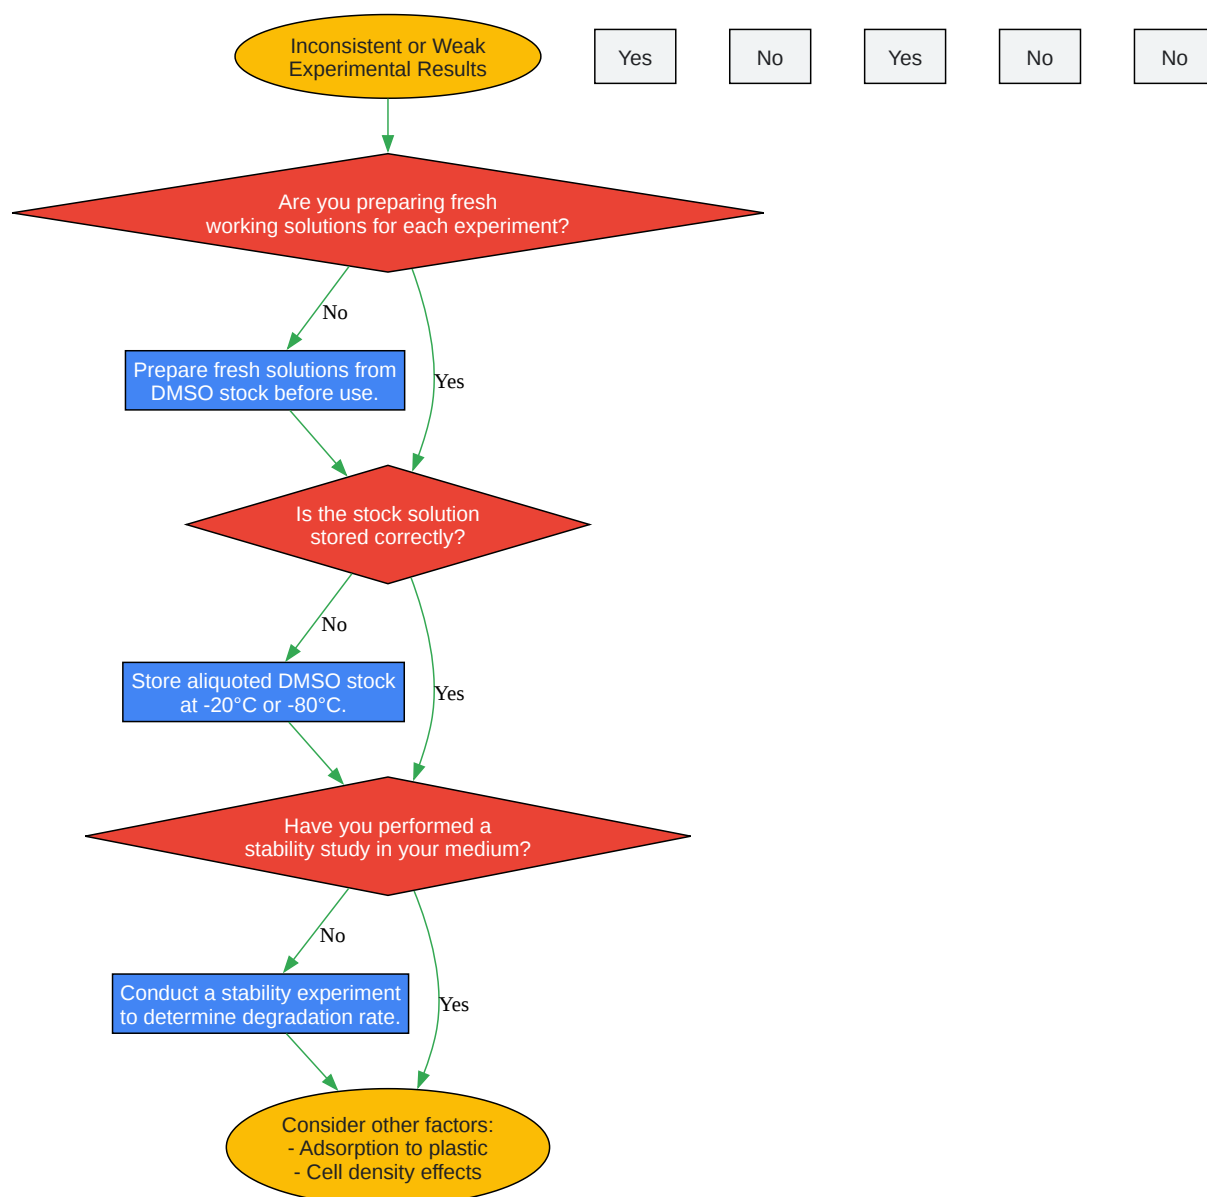 Inconsistent or Weak
Experimental Results
Yes
No
Yes
No
No
Are you preparing fresh
working solutions for each experiment?
No
Prepare fresh solutions from
DMSO stock before use.
Yes
Is the stock solution
stored correctly?
No
Store aliquoted DMSO stock
at -20°C or -80°C.
Yes
Have you performed a
stability study in your medium?
No
Conduct a stability experiment
to determine degradation rate.
Yes
Consider other factors:
- Adsorption to plastic
- Cell density effects